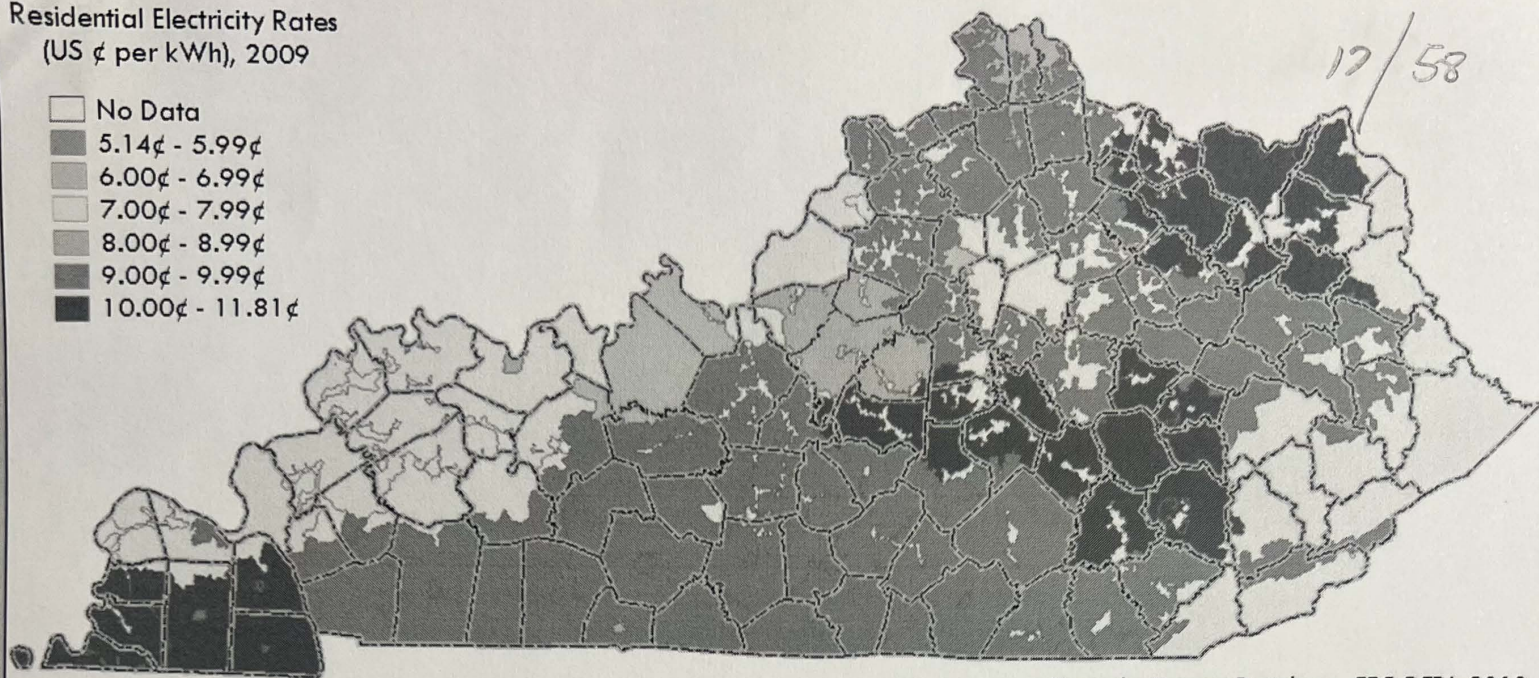 Residential Electricity Rates
(US ¢ per kWh), 2009
No Data
5.14¢ - 5.99¢
6.00¢ - 6.99¢
7.00¢ - 7.99¢
8.00¢ - 8.99¢
9.00¢ - 9.99¢
10.00¢ - 11.81¢
17/58